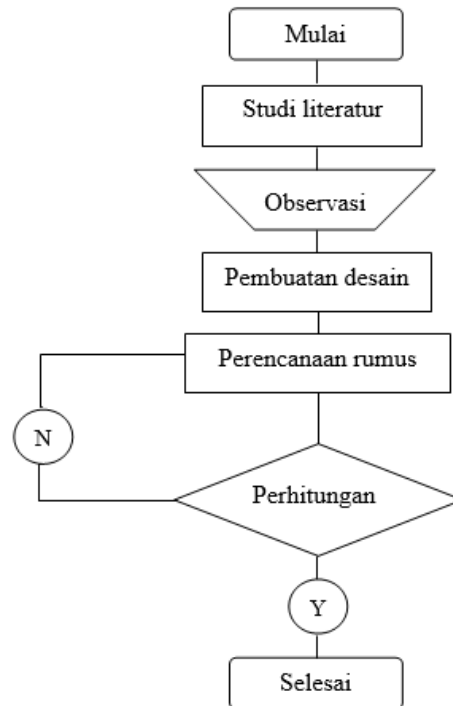 Mulai
Studi literatur
Observasi
Pembuatan desain
Perencanaan rumus
N
Perhitungan
Y
Selesai